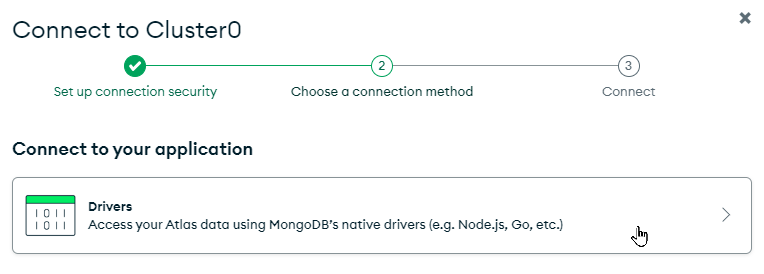 Connect to Cluster0
2
3
Set up connection security
Choose a connection method
Connect
Connect to your application
1011
1011
Drivers
Access your Atlas data using MongoDB's native drivers (e.g. Node.js, Go, etc.)